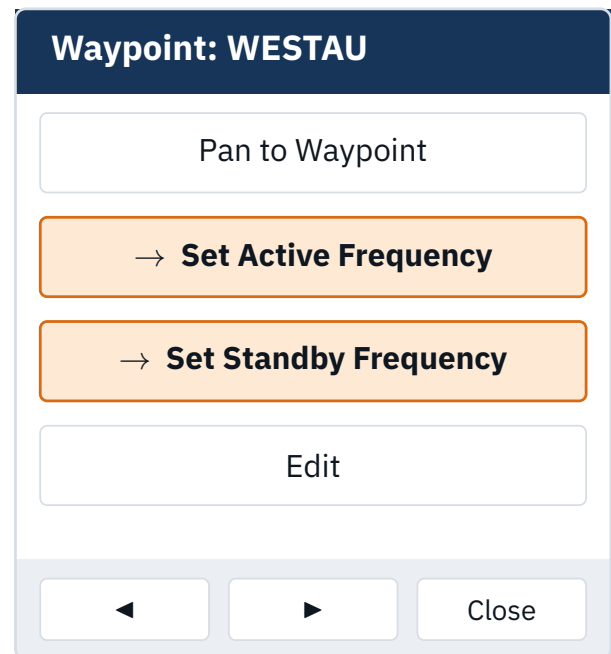 Waypoint: WESTAU
Pan to Waypoint
→ Set Active Frequency
→ Set Standby Frequency
Edit
◄ ► Close